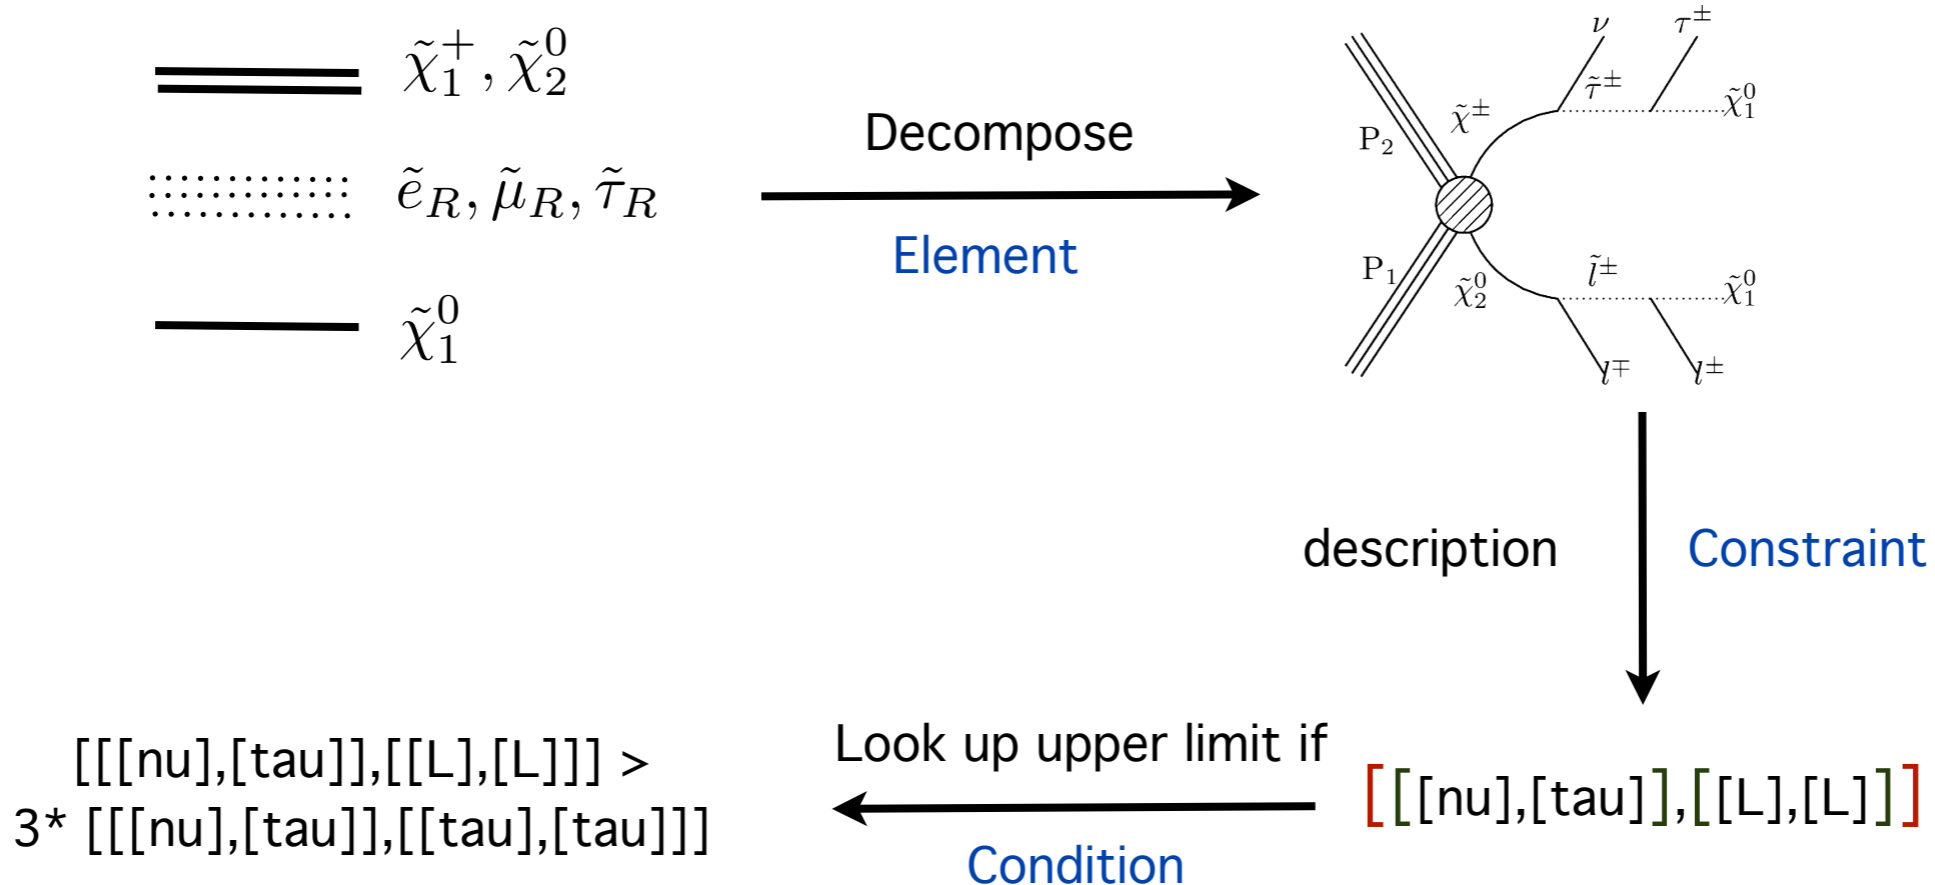 χ̃₁⁺, χ̃₂⁰
ẽ_R, μ̃_R, τ̃_R
χ̃₁⁰
Decompose
Element
ν τ±
τ̃± χ̃₁⁰
χ̃±
P₂
P₁
χ̃₂⁰
l̃± χ̃₁⁰
l∓ l±
description
Constraint
[[[nu],[tau]],[[L],[L]]]
Look up upper limit if
Condition
[[[nu],[tau]],[[L],[L]]] >
3* [[[nu],[tau]],[[tau],[tau]]]